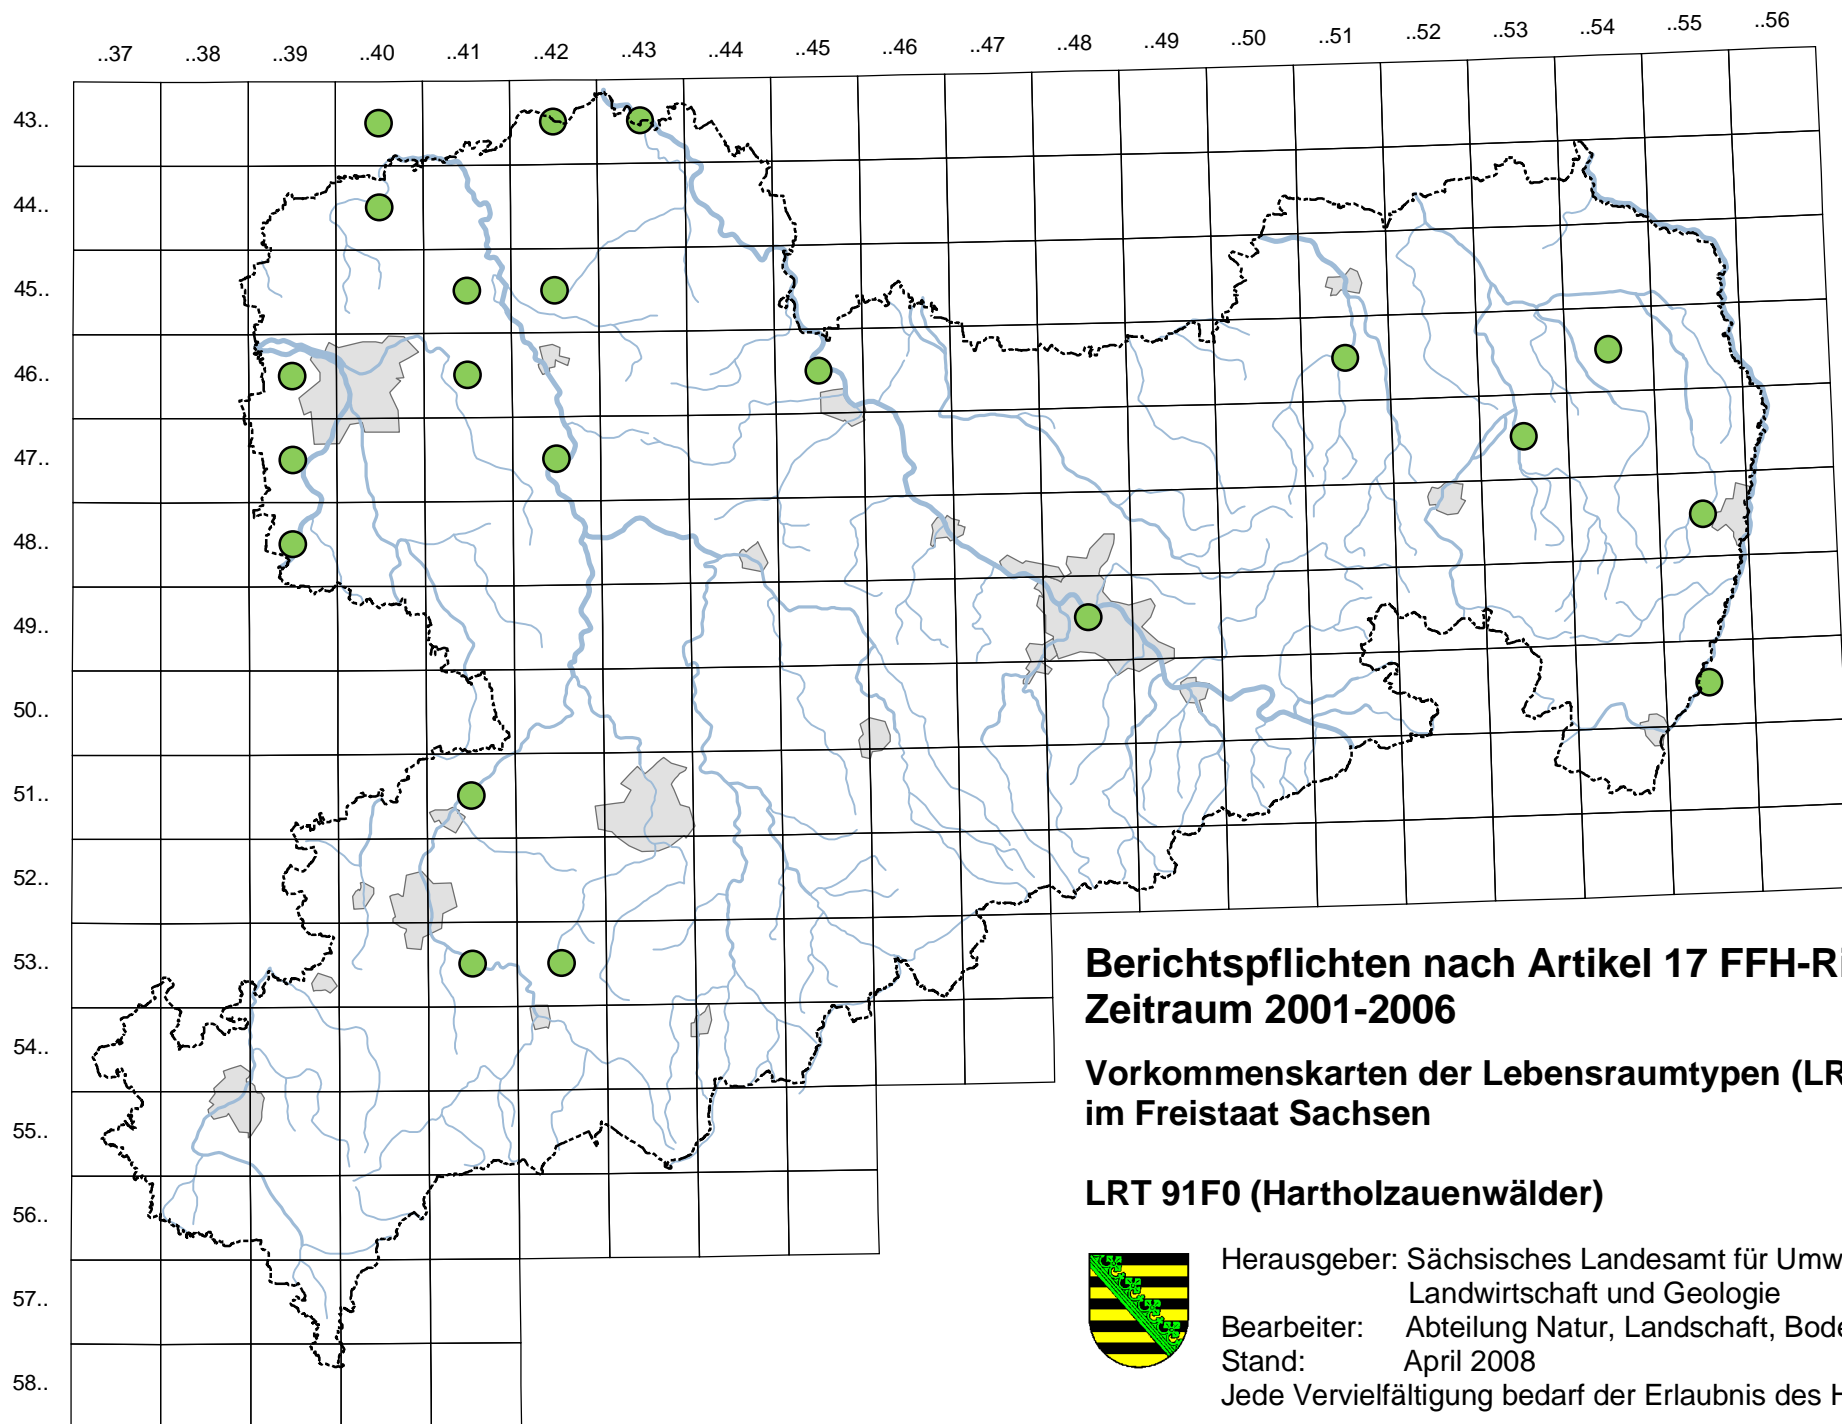 ..37 ..38 ..39 ..40 ..41 ..42 ..43 ..44 ..45 ..46 ..47 ..48 ..49 ..50 ..51 ..52 ..53 ..54 ..55 ..56
43..
44..
45..
46..
47..
48..
49..
50..
51..
52..
53..
54..
55..
56..
57..
58..
Berichtspflichten nach Artikel 17 FFH-Ri
Zeitraum 2001-2006
Vorkommenskarten der Lebensraumtypen (LR
im Freistaat Sachsen
LRT 91F0 (Hartholzauenwälder)
Herausgeber: Sächsisches Landesamt für Umw
Landwirtschaft und Geologie
Bearbeiter: Abteilung Natur, Landschaft, Bode
Stand: April 2008
Jede Vervielfältigung bedarf der Erlaubnis des H